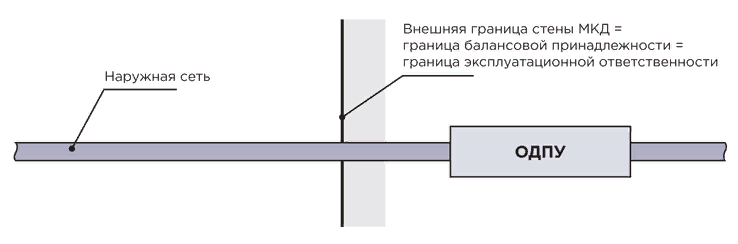 Внешняя граница стены МКД =
граница балансовой принадлежности =
граница эксплуатационной ответственности
Наружная сеть
ОДПУ